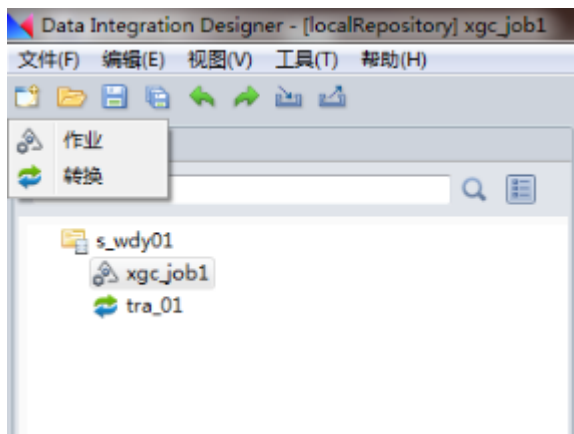 Data Integration Designer - [localRepository] xgc_job1
文件(F) 编辑(E) 视图(V) 工具(T) 帮助(H)
作业
转换
s_wdy01
xgc_job1
tra_01